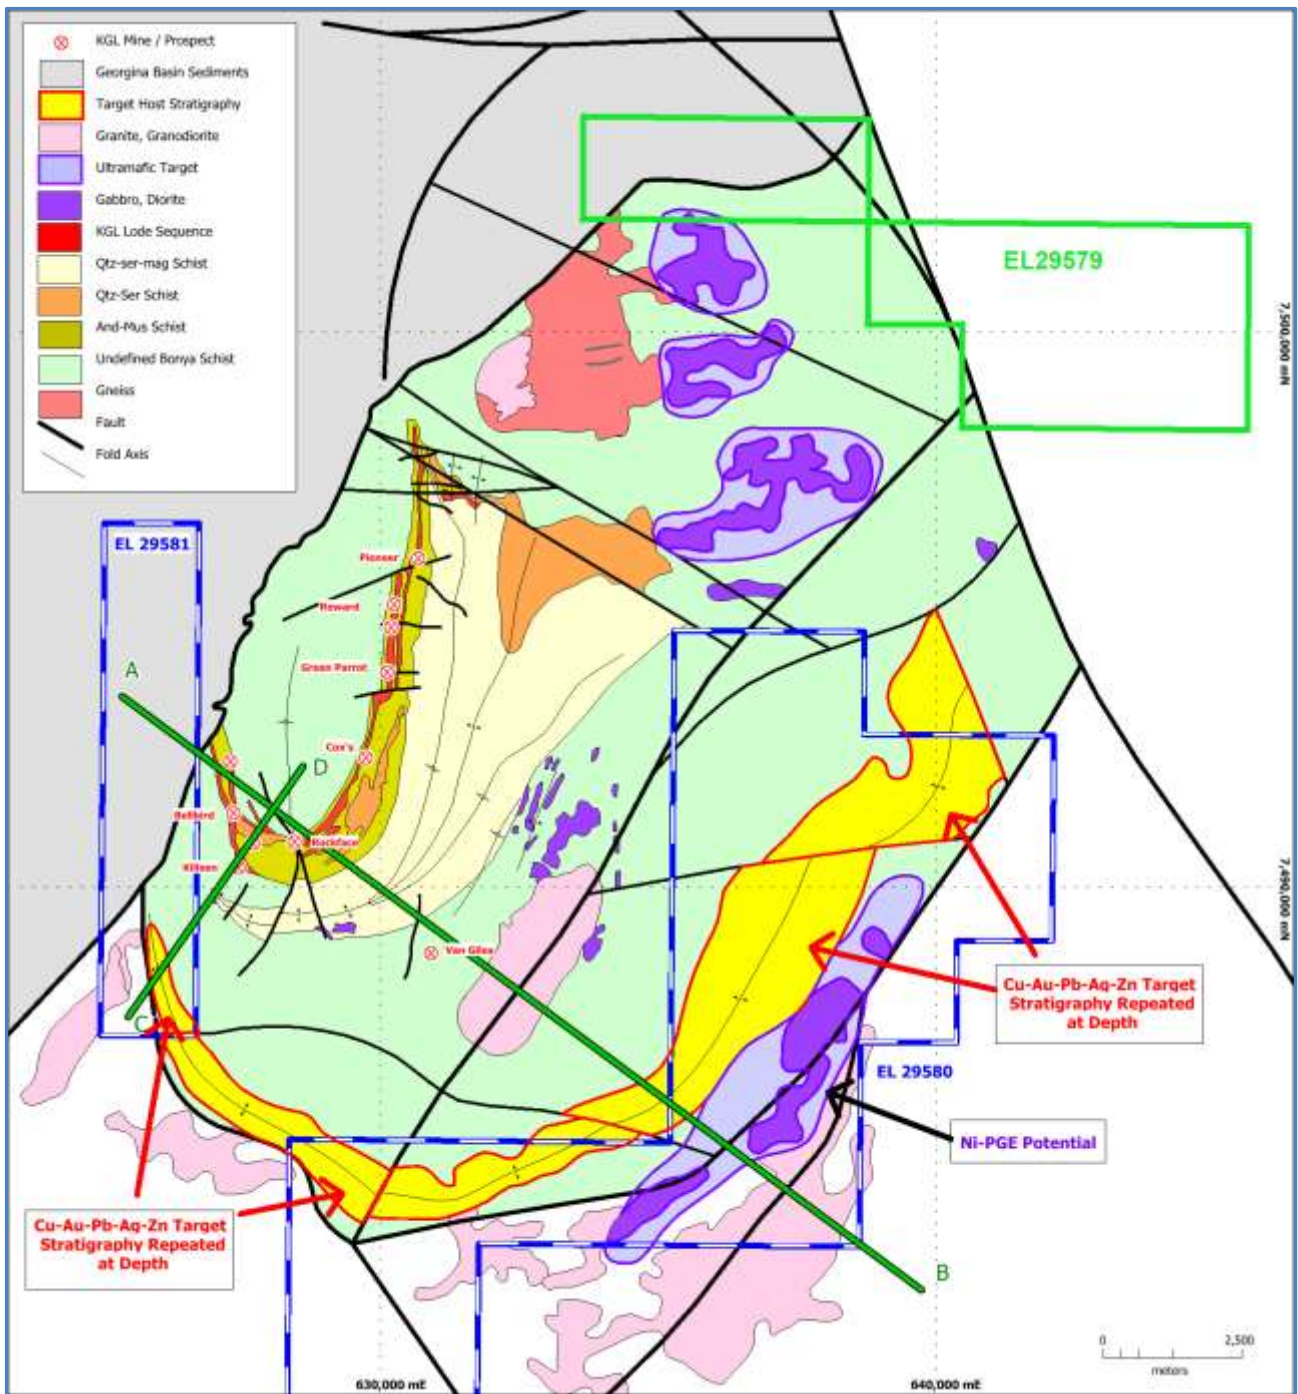 KGL Mine / Prospect
Georgina Basin Sediments
Target Host Stratigraphy
Granite, Granodiorite
Ultramafic Target
Gabbro, Diorite
KGL Lode Sequence
Qtz-ser-mag Schist
Qtz-Ser Schist
And-Mus Schist
Undefined Bonya Schist
Gneiss
Fault
Fold Axis
EL29579
7,500,000 mN
EL 29581
Pioneer
Reward
Green Parrot
A
Cox's
D
Bellbird
Rockface
Killeen
7,490,000 mN
Van Giles
Cu-Au-Pb-Ag-Zn Target
Stratigraphy Repeated
at Depth
C
EL 29580
Ni-PGE Potential
Cu-Au-Pb-Ag-Zn Target
Stratigraphy Repeated
at Depth
B
0 2,500
meters
630,000 mE
640,000 mE